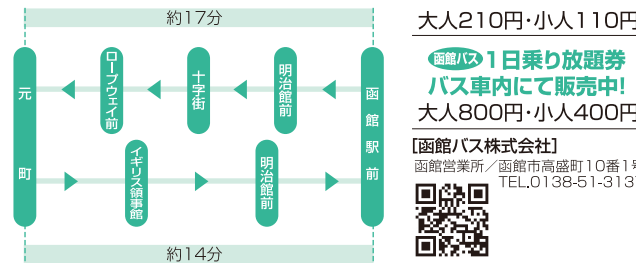 約17分
元町
ロープウェイ前
十字街
明治館前
函館駅前
イギリス領事館
明治館前
約14分
大人210円・小人110円
函館バス 1日乗り放題券
バス車内にて販売中!
大人800円・小人400円
[函館バス株式会社]
函館営業所／函館市高盛町10番1号
TEL.0138-51-313